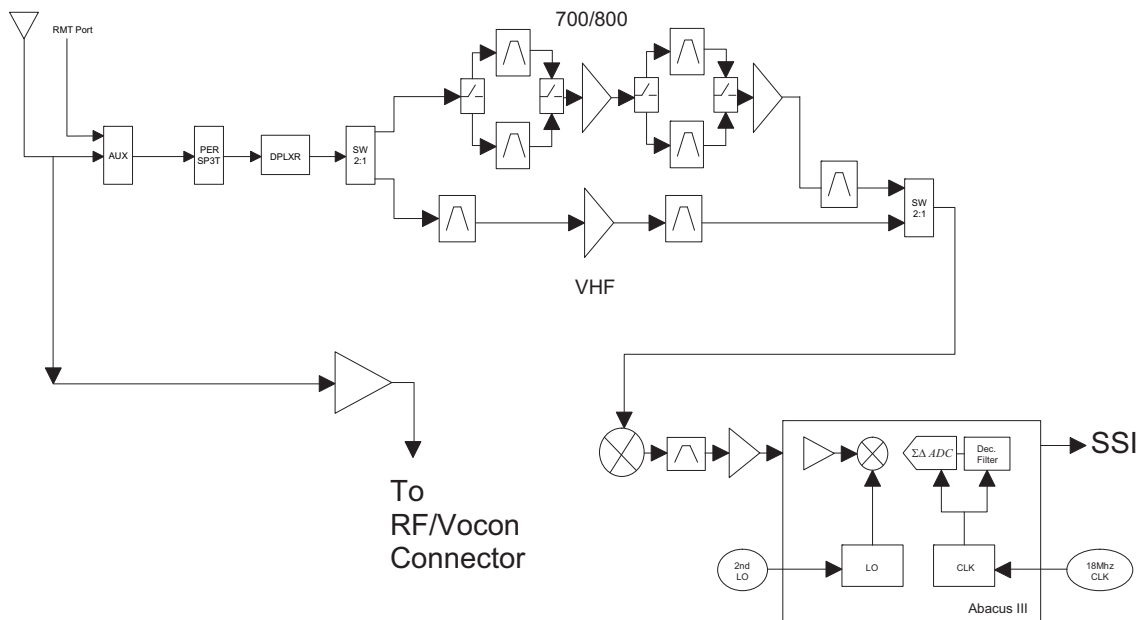 700/800
RMT Port
AUX
PER
SP3T
DPLXR
SW
2:1
SW
2:1
VHF
To
RF/Vocon
Connector
ΣΔ ADC
Dec.
Filter
SSI
2nd
LO
LO
CLK
18Mhz
CLK
Abacus III